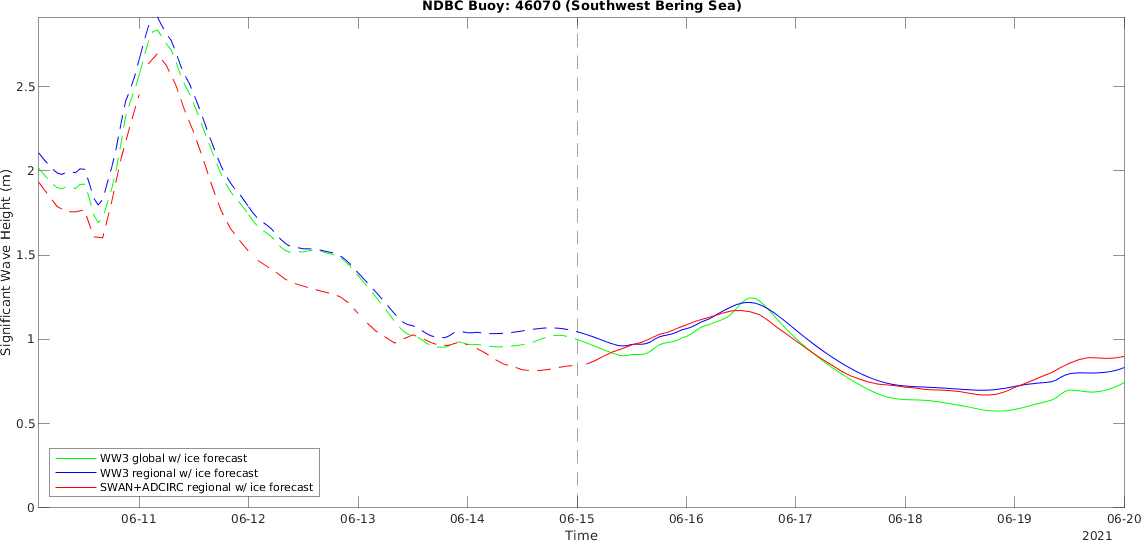 NDBC Buoy: 46070 (Southwest Bering Sea)
Significant Wave Height (m)
2.5
2
1.5
1
0.5
0
WW3 global w/ ice forecast
WW3 regional w/ ice forecast
SWAN+ADCIRC regional w/ ice forecast
06-11 06-12 06-13 06-14 06-15 06-16 06-17 06-18 06-19 06-20
Time
2021